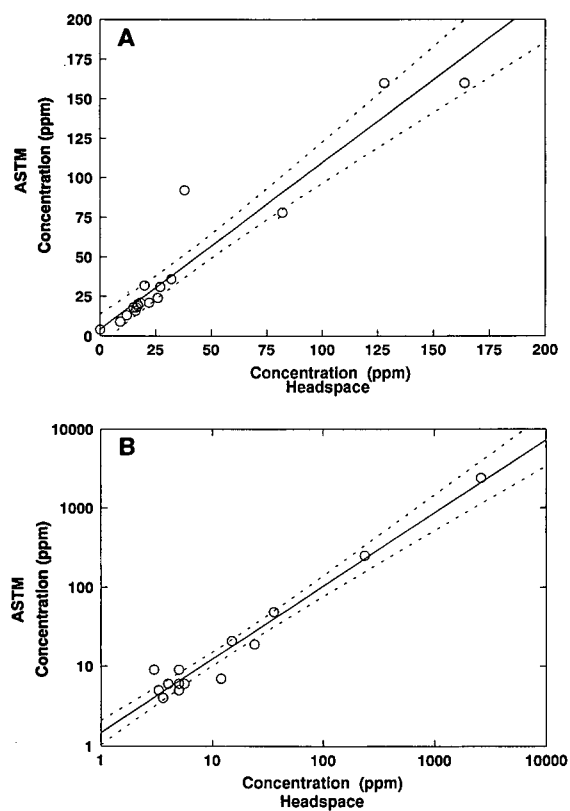 A
200
175
150
125
100
75
50
25
0
ASTM
Concentration (ppm)
0 25 50 75 100 125 150 175 200
Concentration (ppm)
Headspace
B
10000
1000
100
10
1
ASTM
Concentration (ppm)
1 10 100 1000 10000
Concentration (ppm)
Headspace